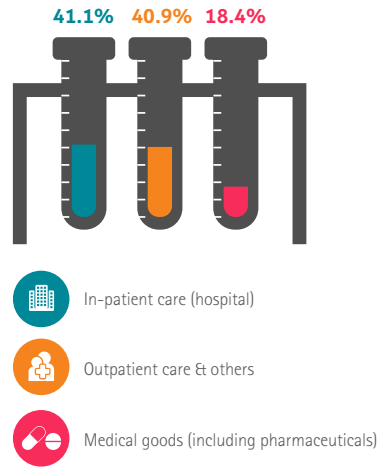 41.1% 40.9% 18.4%
In-patient care (hospital)
Outpatient care & others
Medical goods (including pharmaceuticals)